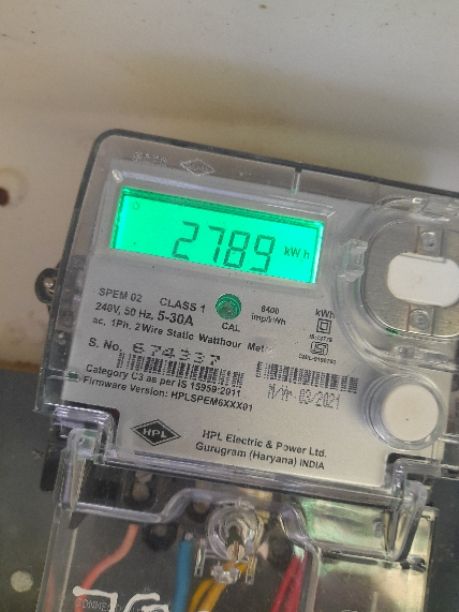 HPL
2789 kWh
SPEM 02 CLASS 1 6400 kWh
240V, 50 Hz, 5-30A CAL imp/kWh
ac, 1Ph, 2Wire Static Watthour
S. No. 674337
Category C3 as per IS 15959:2011
Firmware Version: HPLSPEM6XXX01
M/Yr 03/2021
HPL
HPL Electric & Power Ltd.
Gurugram (Haryana) INDIA